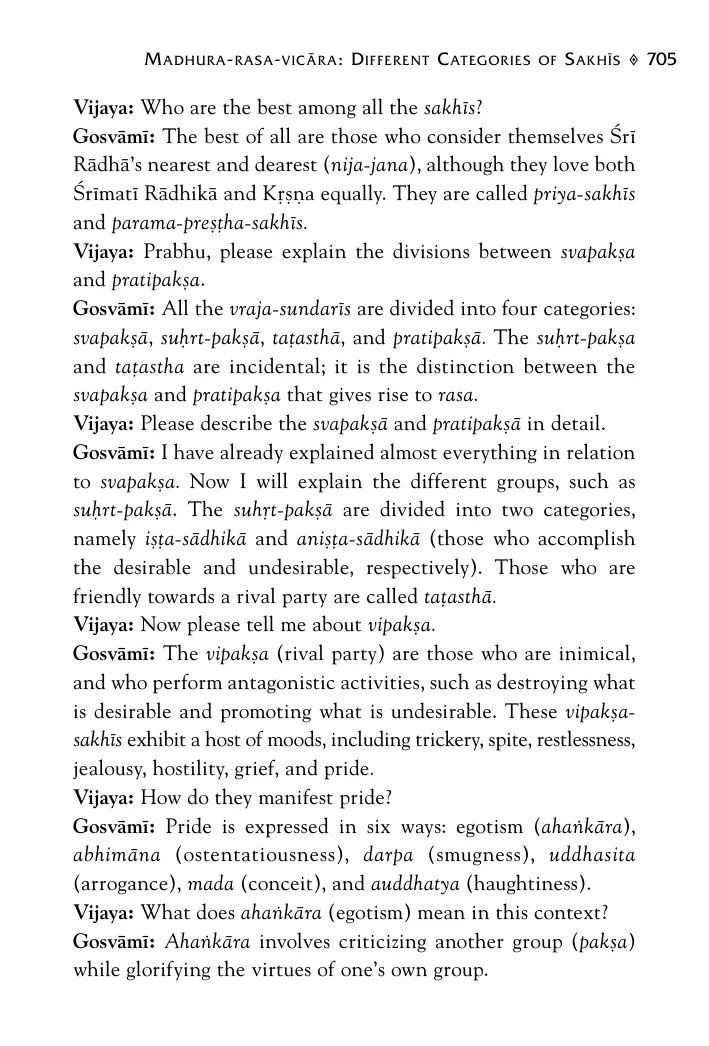 MADHURA-RASA-VICĀRA: DIFFERENT CATEGORIES OF SAKHĪS ◈ 705
Vijaya: Who are the best among all the sakhīs?
Gosvāmī: The best of all are those who consider themselves Śrī
Rādhā’s nearest and dearest (nija-jana), although they love both
Śrīmatī Rādhikā and Kṛṣṇa equally. They are called priya-sakhīs
and parama-preṣṭha-sakhīs.
Vijaya: Prabhu, please explain the divisions between svapakṣa
and pratipakṣa.
Gosvāmī: All the vraja-sundarīs are divided into four categories:
svapakṣā, suḥrt-pakṣā, taṭasthā, and pratipakṣā. The suḥrt-pakṣa
and taṭastha are incidental; it is the distinction between the
svapakṣa and pratipakṣa that gives rise to rasa.
Vijaya: Please describe the svapakṣā and pratipakṣā in detail.
Gosvāmī: I have already explained almost everything in relation
to svapakṣa. Now I will explain the different groups, such as
suḥrt-pakṣā. The suhṛt-pakṣā are divided into two categories,
namely iṣṭa-sādhikā and aniṣṭa-sādhikā (those who accomplish
the desirable and undesirable, respectively). Those who are
friendly towards a rival party are called taṭasthā.
Vijaya: Now please tell me about vipakṣa.
Gosvāmī: The vipakṣa (rival party) are those who are inimical,
and who perform antagonistic activities, such as destroying what
is desirable and promoting what is undesirable. These vipakṣa-
sakhīs exhibit a host of moods, including trickery, spite, restlessness,
jealousy, hostility, grief, and pride.
Vijaya: How do they manifest pride?
Gosvāmī: Pride is expressed in six ways: egotism (ahaṅkāra),
abhimāna (ostentatiousness), darpa (smugness), uddhasita
(arrogance), mada (conceit), and auddhatya (haughtiness).
Vijaya: What does ahaṅkāra (egotism) mean in this context?
Gosvāmī: Ahaṅkāra involves criticizing another group (pakṣa)
while glorifying the virtues of one’s own group.